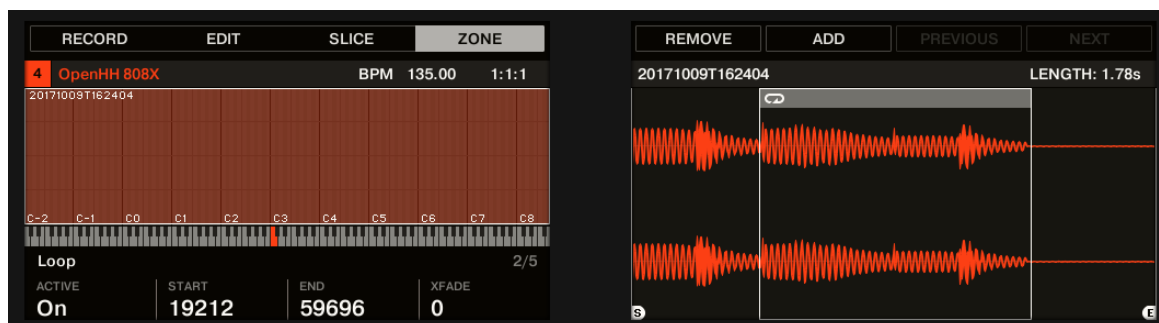 RECORD EDIT SLICE ZONE
4 OpenHH 808X BPM 135.00 1:1:1
20171009T162404
C-2 C-1 C0 C1 C2 C3 C4 C5 C6 C7 C8
Loop 2/5
ACTIVE START END XFADE
On 19212 59696 0
REMOVE ADD PREVIOUS NEXT
20171009T162404 LENGTH: 1.78s
S E